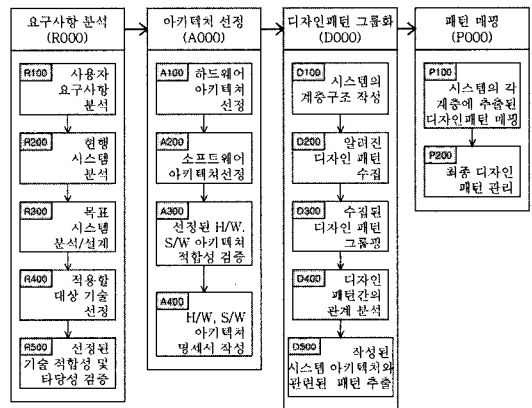 요구사항 분석
(R000)
R100 사용자
요구사항
분석
R200 현행
시스템
분석
R300 목표
시스템
분석/설계
R400 적용할
대상 기술
선정
R500 선정된
기술 적합성 및
타당성 검증
아키텍처 선정
(A000)
A100 하드웨어
아키텍처
선정
A200
소프트웨어
아키텍처선정
A300
선정된 H/W,
S/W 아키텍처
적합성 검증
A400
H/W, S/W
아키텍처
명세서 작성
디자인패턴 그룹화
(D000)
D100
시스템의
계층구조 작성
D200 알려진
디자인 패턴
수집
D300 수집된
디자인 패턴
그룹핑
D400 디자인
패턴간의
관계 분석
D500 작성된
시스템 아키텍처와
관련된 패턴 추출
패턴 매핑
(P000)
P100
시스템의 각
계층에 추출된
디자인패턴 매핑
P200
최종 디자인
패턴 관리